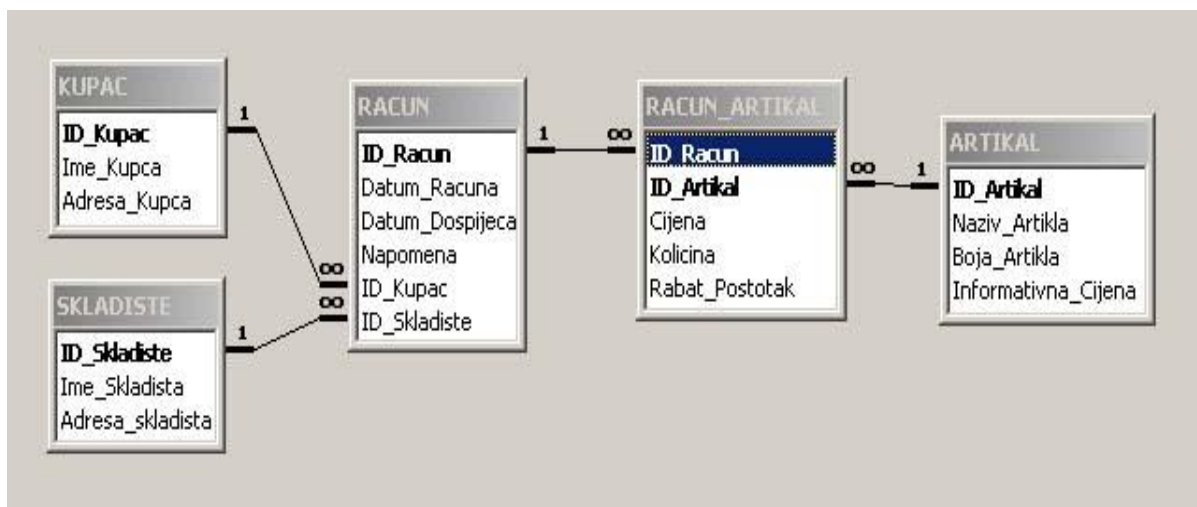 KUPAC
ID_Kupac
Ime_Kupca
Adresa_Kupca
1
∞
SKLADISTE
ID_Skladiste
Ime_Skladista
Adresa_skladista
1
∞
RACUN
ID_Racun
Datum_Racuna
Datum_Dospijeca
Napomena
ID_Kupac
ID_Skladiste
1
∞
RACUN_ARTIKAL
ID_Racun
ID_Artikal
Cijena
Kolicina
Rabat_Postotak
∞
1
ARTIKAL
ID_Artikal
Naziv_Artikla
Boja_Artikla
Informativna_Cijena